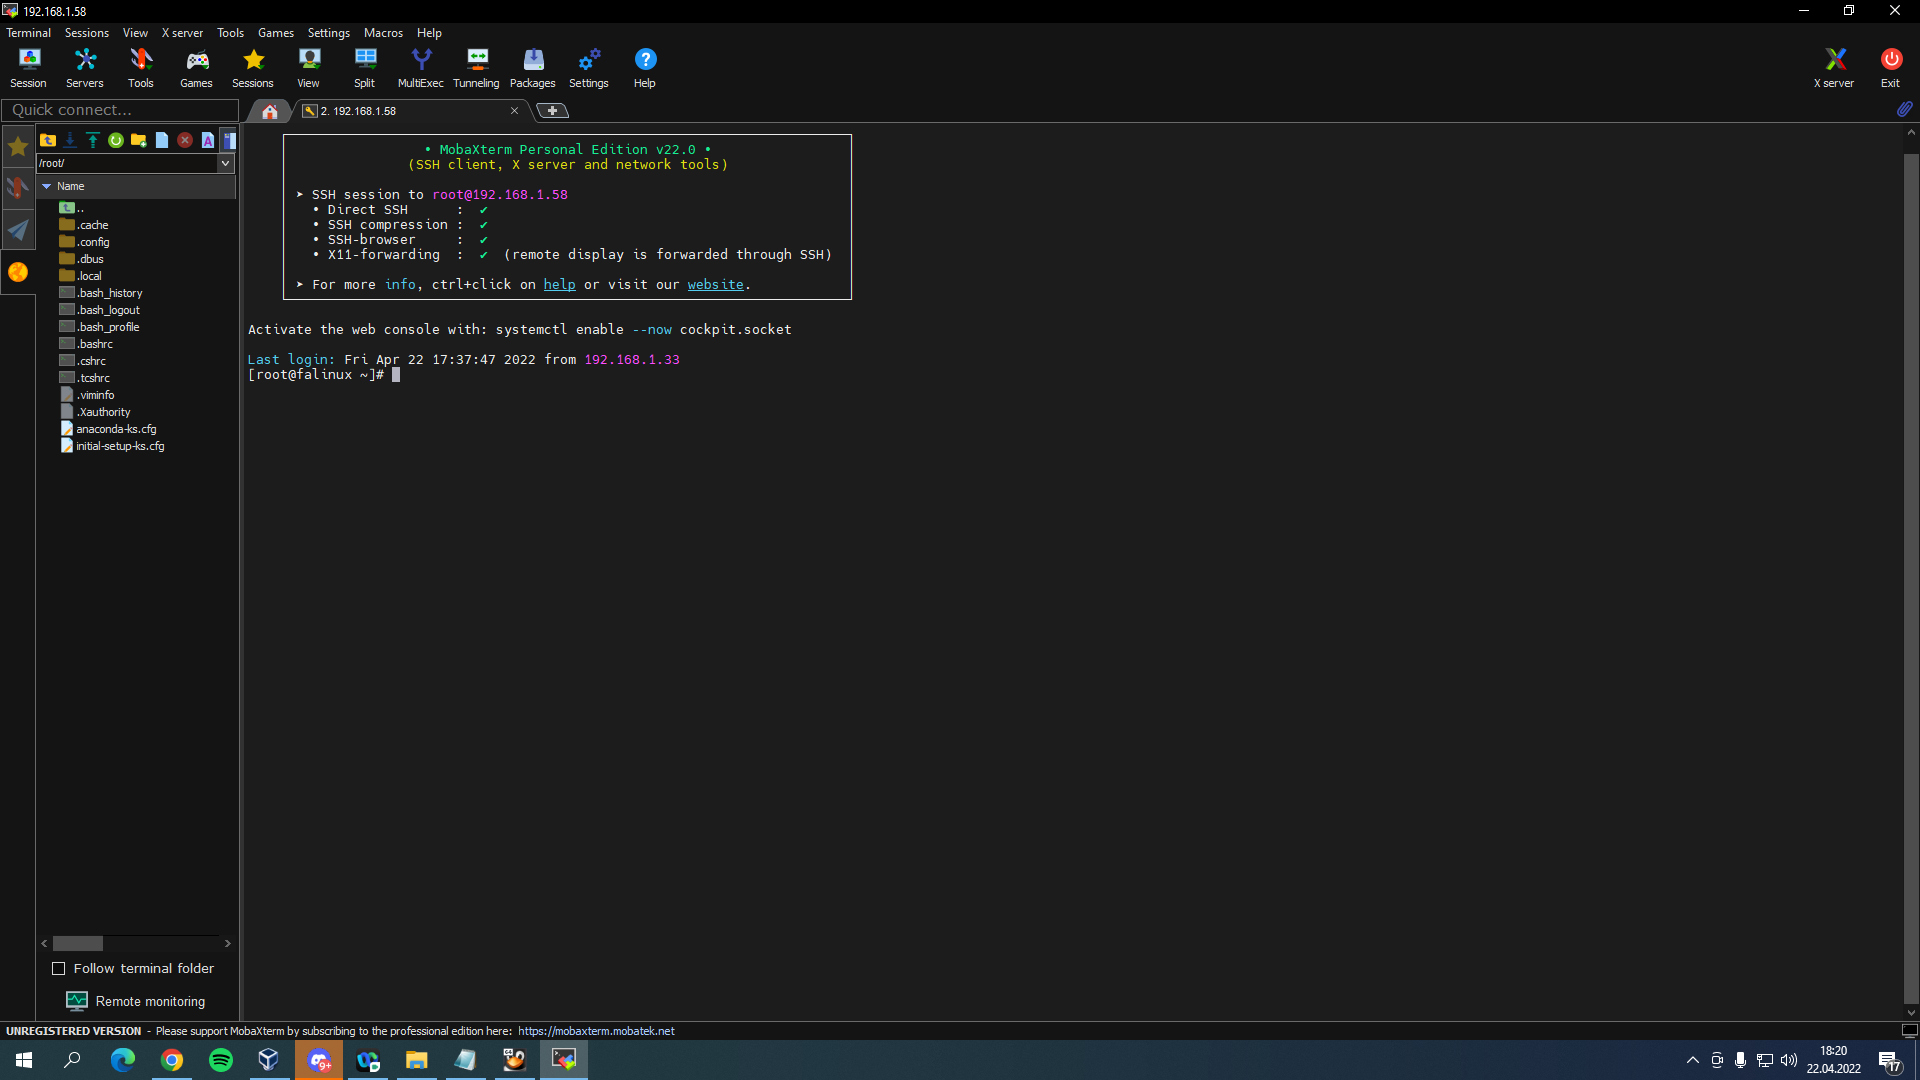 192.168.1.58
Terminal Sessions View X server Tools Games Settings Macros Help
Session Servers Tools Games Sessions View Split MultiExec Tunneling Packages Settings Help X server Exit
Quick connect...
2. 192.168.1.58
/root/
Name
..
.cache
.config
.dbus
.local
.bash_history
.bash_logout
.bash_profile
.bashrc
.cshrc
.tcshrc
.viminfo
.Xauthority
anaconda-ks.cfg
initial-setup-ks.cfg
Follow terminal folder
Remote monitoring
• MobaXterm Personal Edition v22.0 •
(SSH client, X server and network tools)
➤ SSH session to root@192.168.1.58
• Direct SSH : ✔
• SSH compression : ✔
• SSH-browser : ✔
• X11-forwarding : ✔ (remote display is forwarded through SSH)
➤ For more info, ctrl+click on help or visit our website.
Activate the web console with: systemctl enable --now cockpit.socket
Last login: Fri Apr 22 17:37:47 2022 from 192.168.1.33
[root@falinux ~]#
UNREGISTERED VERSION - Please support MobaXterm by subscribing to the professional edition here: https://mobaxterm.mobatek.net
9+
18:20
22.04.2022
17